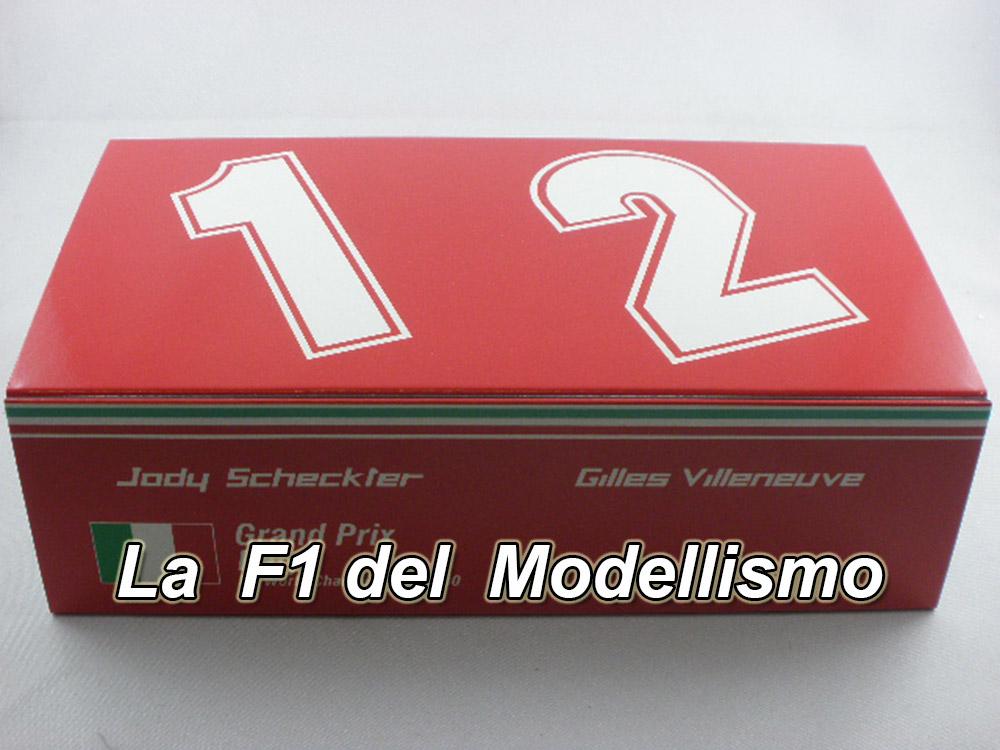 1 2
Jody Scheckter Gilles Villeneuve
Grand Prix
La F1 del Modellismo